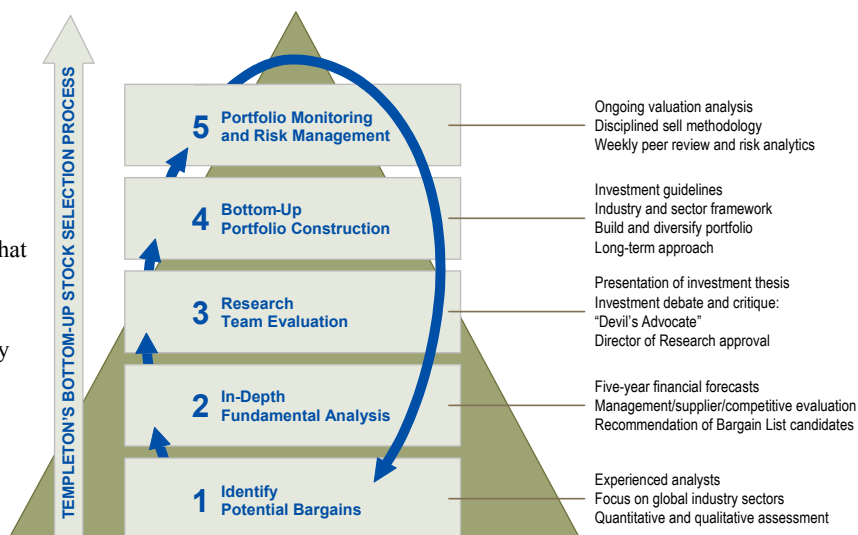 TEMPLETON'S BOTTOM-UP STOCK SELECTION PROCESS
hat
y
5 Portfolio Monitoring
and Risk Management
Ongoing valuation analysis
Disciplined sell methodology
Weekly peer review and risk analytics
4 Bottom-Up
Portfolio Construction
Investment guidelines
Industry and sector framework
Build and diversify portfolio
Long-term approach
3 Research
Team Evaluation
Presentation of investment thesis
Investment debate and critique:
“Devil’s Advocate”
Director of Research approval
2 In-Depth
Fundamental Analysis
Five-year financial forecasts
Management/supplier/competitive evaluation
Recommendation of Bargain List candidates
1 Identify
Potential Bargains
Experienced analysts
Focus on global industry sectors
Quantitative and qualitative assessment